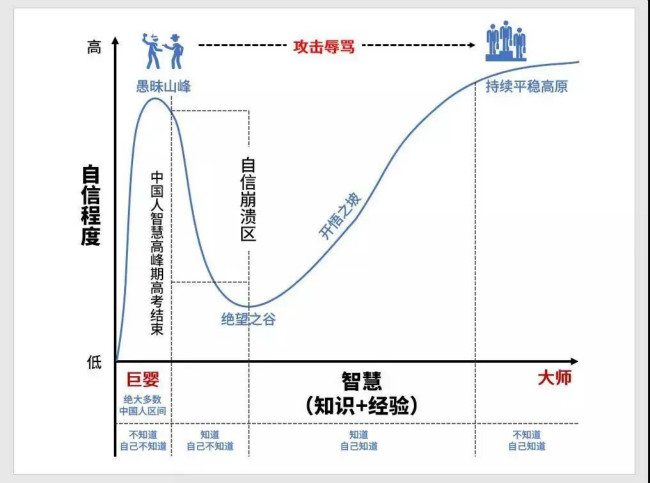 高
攻击辱骂
愚昧山峰
持续平稳高原
自信程度
中国人智慧高峰期高考结束
自信崩溃区
开悟之坡
绝望之谷
低
巨婴
智慧
大师
(知识+经验)
绝大多数
中国人区间
不知道
自己不知道
知道
自己不知道
知道
自己知道
不知道
自己知道